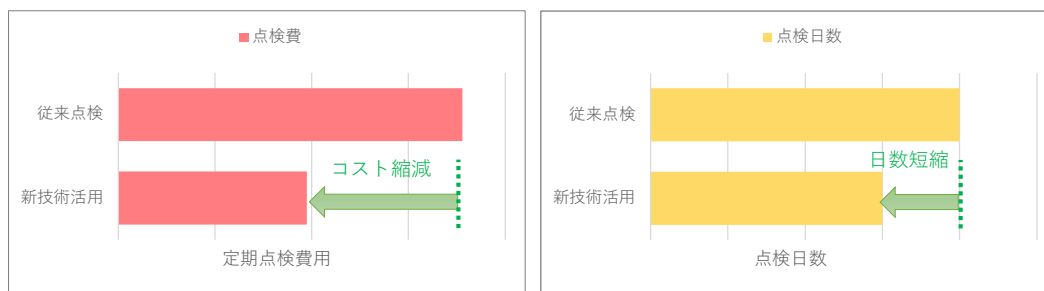 点検費
従来点検
コスト縮減
新技術活用
定期点検費用
点検日数
従来点検
日数短縮
新技術活用
点検日数